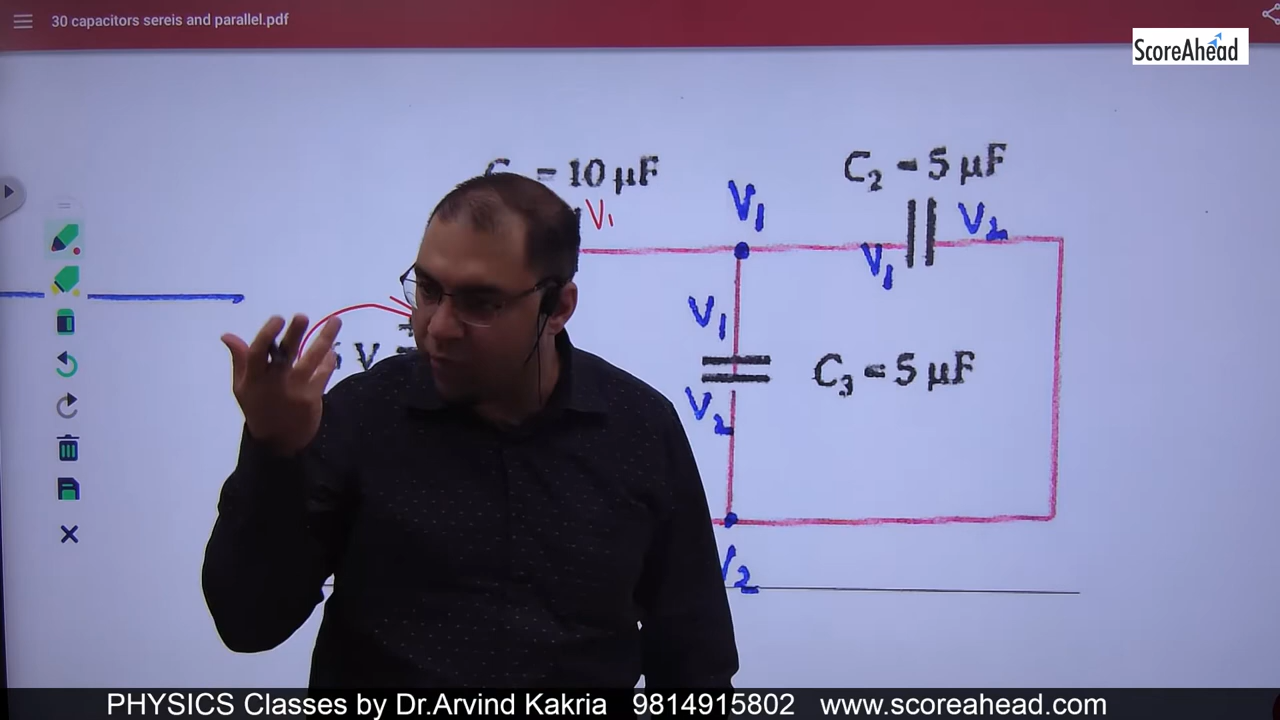 30 capacitors sereis and parallel.pdf
ScoreAhead
= 10 μF
C₂ = 5 μF
V₁
V₁
V₂
V₁
V₁
V
C₃ = 5 μF
V₂
V₂
PHYSICS Classes by Dr.Arvind Kakria 9814915802 www.scoreahead.com